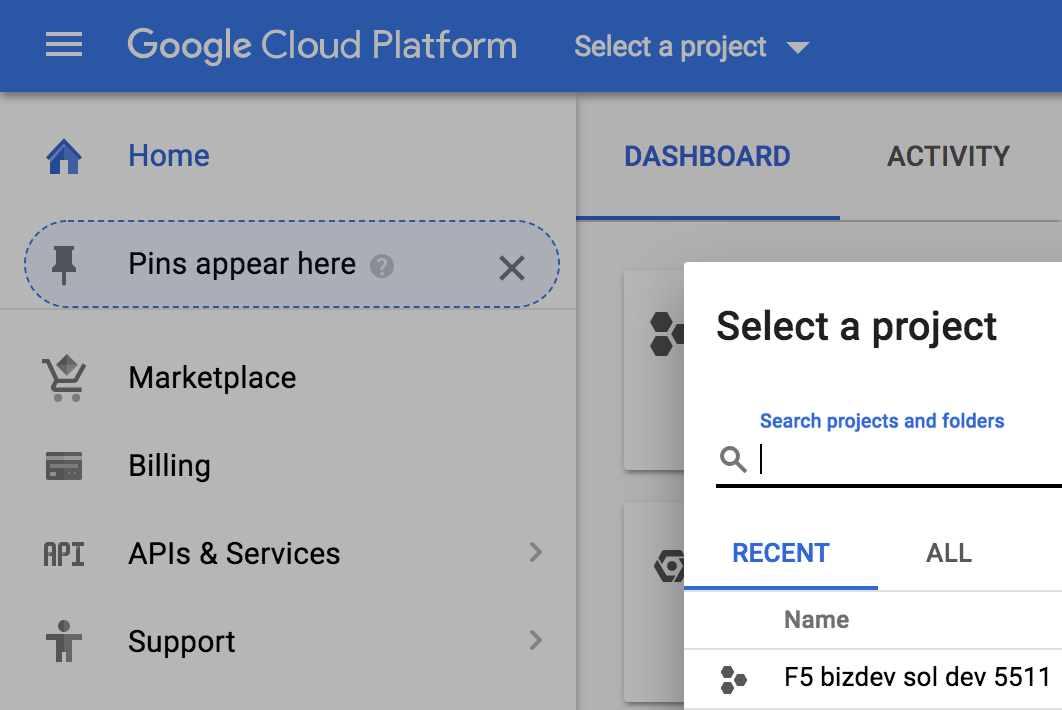 Google Cloud Platform
Select a project
Home
DASHBOARD
ACTIVITY
Pins appear here ?
Marketplace
Billing
API APIs & Services
Support
Select a project
Search projects and folders
RECENT
ALL
Name
F5 bizdev sol dev 5511